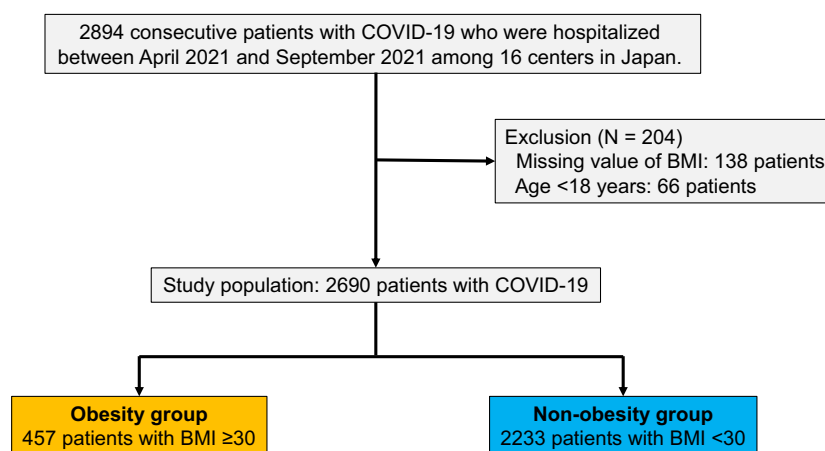 2894 consecutive patients with COVID-19 who were hospitalized
between April 2021 and September 2021 among 16 centers in Japan.
Exclusion (N = 204)
Missing value of BMI: 138 patients
Age <18 years: 66 patients
Study population: 2690 patients with COVID-19
Obesity group
457 patients with BMI ≥30
Non-obesity group
2233 patients with BMI <30